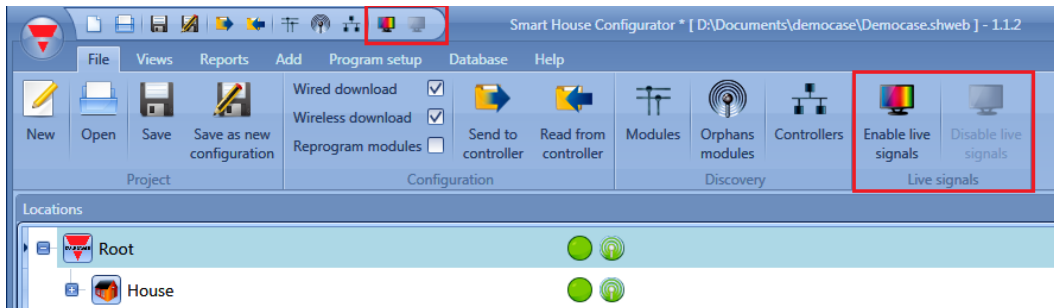 Smart House Configurator * [ D:\Documents\democase\Democase.shweb ] - 1.1.2
File Views Reports Add Program setup Database Help
New
Open
Save
Save as new
configuration
Project
Wired download
Wireless download
Reprogram modules
Send to
controller
Read from
controller
Configuration
Modules
Orphans
modules
Controllers
Discovery
Enable live
signals
Disable live
signals
Live signals
Locations
Root
House